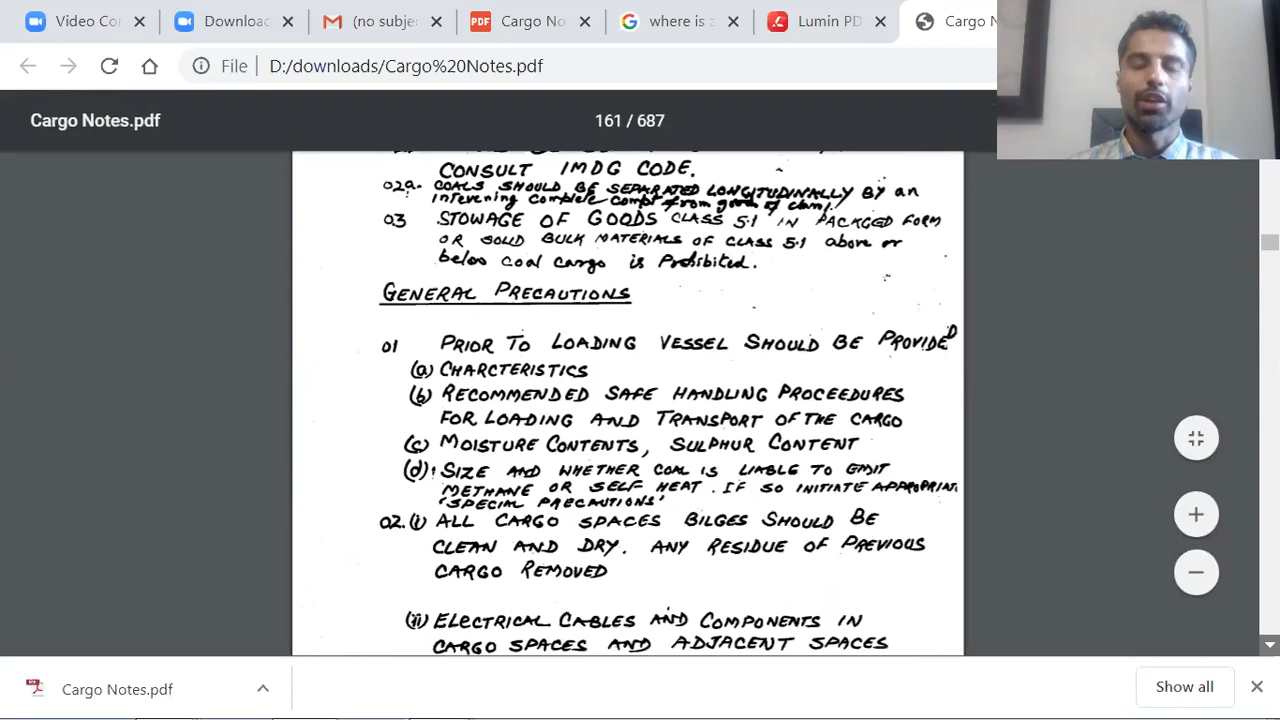 Video Co
Downloa
(no subje
Cargo No
where is z
Lumin PD
Cargo N
File
D:/downloads/Cargo%20Notes.pdf
Cargo Notes.pdf
161 / 687
CONSULT IMDG CODE.
02a. COALS SHOULD BE SEPARATED LONGITUDINALLY BY an
intervening complete compt from goods of class 1.
03 STOWAGE OF GOODS CLASS 5.1 IN PACKGED FORM
OR SOLID BULK MATERIALS OF CLASS 5.1 above or
below coal cargo is Prohibited.
GENERAL PRECAUTIONS
01 PRIOR TO LOADING VESSEL SHOULD BE PROVIDED
(a) CHARCTERISTICS
(b) RECOMMENDED SAFE HANDLING PROCEEDURES
FOR LOADING AND TRANSPORT OF THE CARGO
(c) MOISTURE CONTENTS, SULPHUR CONTENT
(d) SIZE AND WHETHER COAL IS LIABLE TO EMIT
METHANE OR SELF HEAT. IF SO INITIATE APPROPRIA
'SPECIAL PRECAUTIONS'
02. (i) ALL CARGO SPACES BILGES SHOULD BE
CLEAN AND DRY. ANY RESIDUE OF PREVIOUS
CARGO REMOVED
(ii) ELECTRICAL CABLES AND COMPONENTS IN
CARGO SPACES AND ADJACENT SPACES
Cargo Notes.pdf
Show all